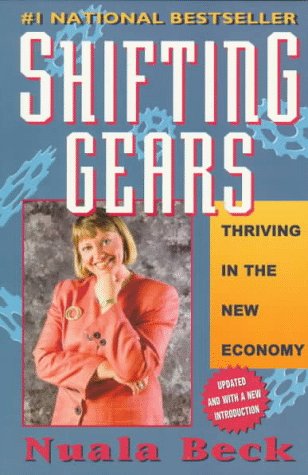 #1 NATIONAL BESTSELLER
SHIFTING
GEARS
THRIVING
IN THE
NEW
ECONOMY
UPDATED
AND WITH A NEW
INTRODUCTION
Nuala Beck